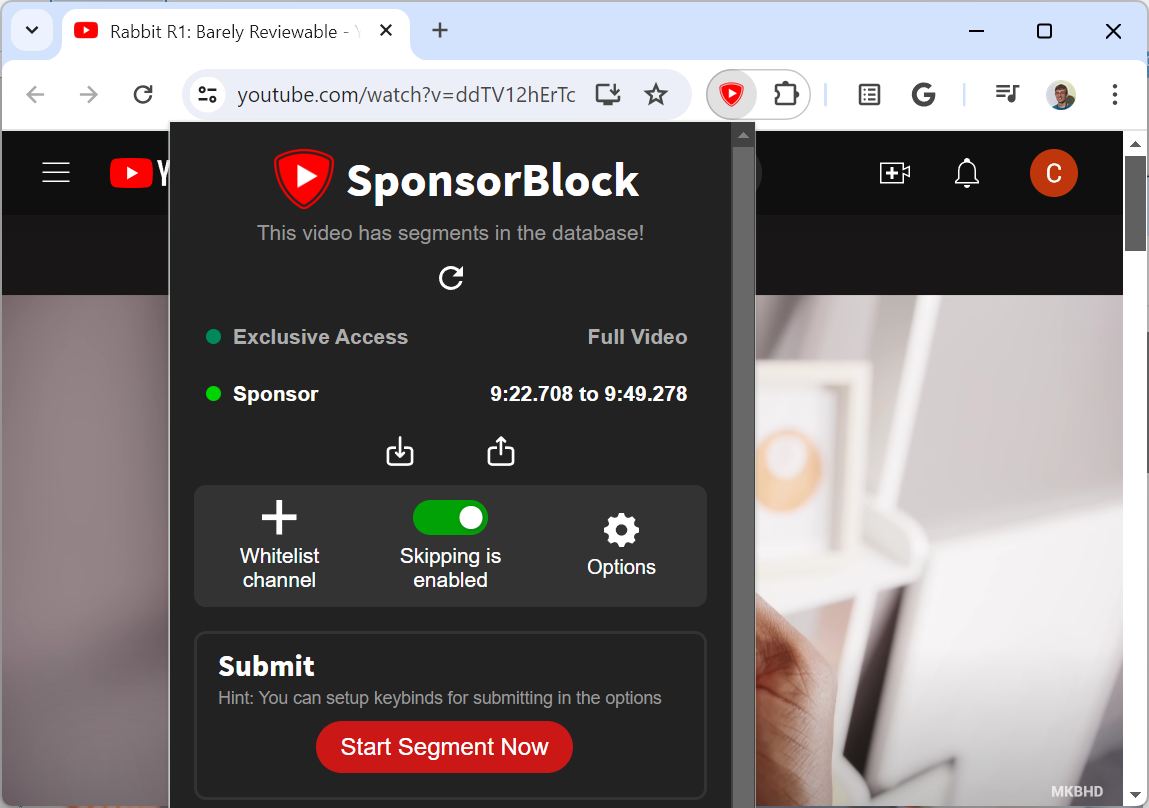 Rabbit R1: Barely Reviewable -
youtube.com/watch?v=ddTV12hErTc
SponsorBlock
C
This video has segments in the database!
Exclusive Access Full Video
Sponsor 9:22.708 to 9:49.278
Whitelist
channel
Skipping is
enabled
Options
Submit
Hint: You can setup keybinds for submitting in the options
Start Segment Now
MKBHD